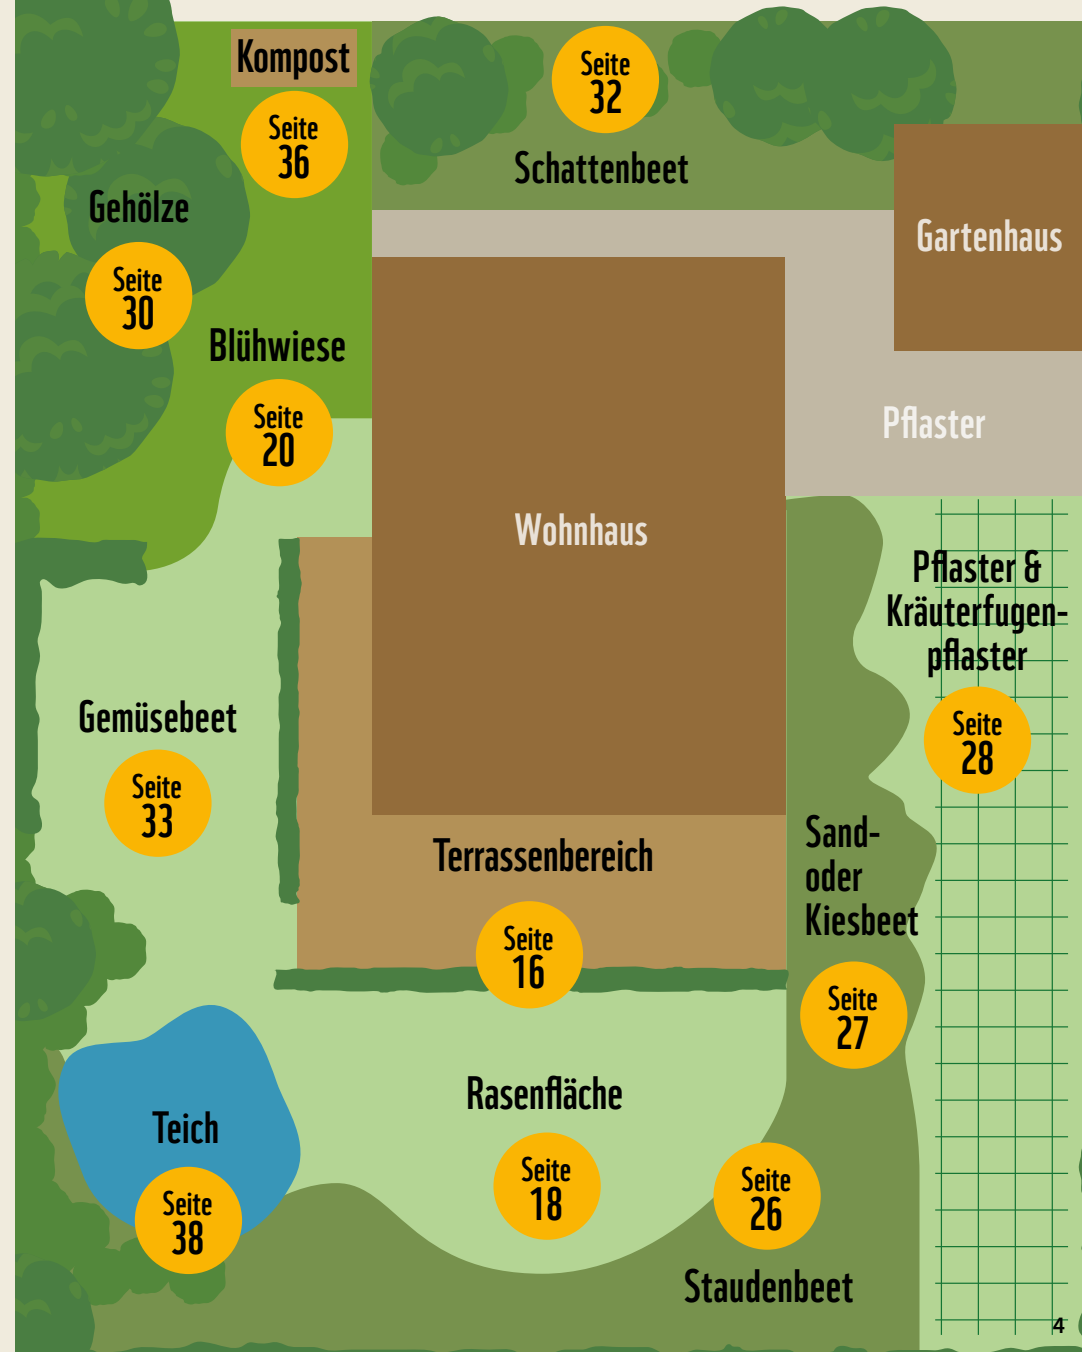 Kompost
Seite
36
Seite
32
Schattenbeet
Gehölze
Seite
30
Gartenhaus
Blühwiese
Seite
20
Pflaster
Wohnhaus
Pflaster &
Kräuterfugen-
pflaster
Seite
28
Gemüsebeet
Seite
33
Terrassenbereich
Seite
16
Sand-
oder
Kiesbeet
Seite
27
Teich
Seite
38
Rasenfläche
Seite
18
Seite
26
Staudenbeet
4